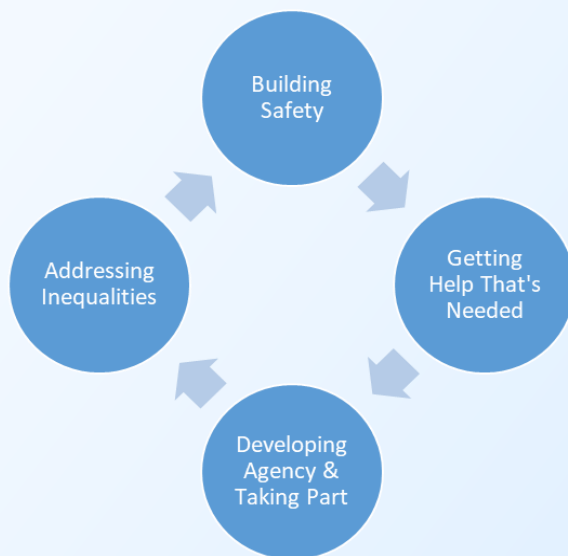 Building
Safety
Getting
Help That's
Needed
Developing
Agency &
Taking Part
Addressing
Inequalities